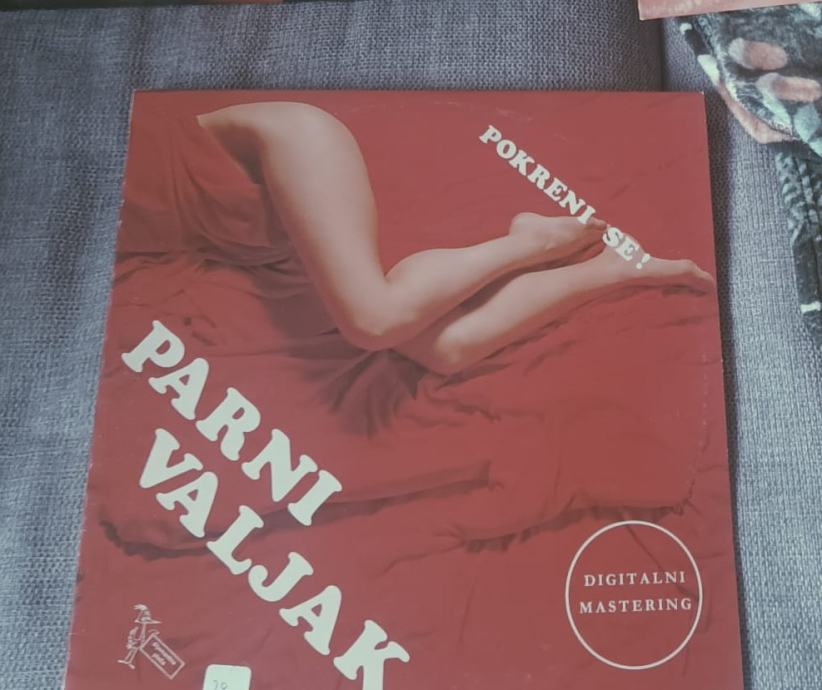 POKRENI SE!
PARNI
VALJAK
DIGITALNI
MASTERING